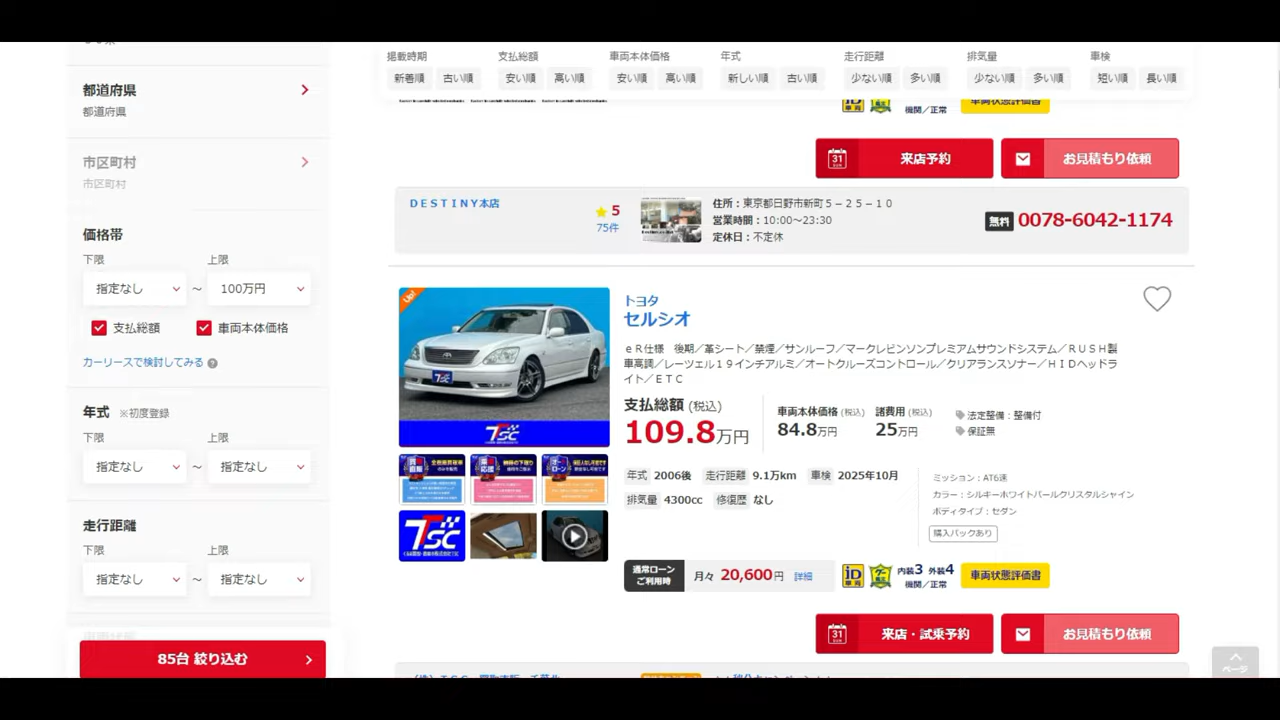 掲載時期
支払総額
車両本体価格
年式
走行距離
排気量
車検
新着順
古い順
安い順
高い順
安い順
高い順
新しい順
古い順
少ない順
多い順
少ない順
多い順
短い順
長い順
都道府県
都道府県
市区町村
市区町村
価格帯
下限
上限
指定なし
～
100万円
支払総額
車両本体価格
カーリースで検討してみる
年式 ※初度登録
下限
上限
指定なし
～
指定なし
走行距離
下限
上限
指定なし
～
指定なし
85台 絞り込む
iD
車両
機関／正常
車両状態評価書
31
来店予約
お見積もり依頼
ＤＥＳＴＩＮＹ本店
5
75件
住所：東京都日野市新町５－２５－１０
営業時間：10:00～23:30
定休日：不定休
無料
0078-6042-1174
Up!
TSC
トヨタ
セルシオ
ｅＲ仕様　後期／革シート／禁煙／サンルーフ／マークレビンソンプレミアムサウンドシステム／ＲＵＳＨ製
車高調／レーツェル１９インチアルミ／オートクルーズコントロール／クリアランスソナー／ＨＩＤヘッドラ
イト／ＥＴＣ
支払総額 (税込)
109.8万円
車両本体価格 (税込)
84.8万円
諸費用 (税込)
25万円
法定整備：整備付
保証無
年式 2006後
走行距離 9.1万km
車検 2025年10月
排気量 4300cc
修復歴 なし
ミッション：AT6速
カラー：シルキーホワイトパールクリスタルシャイン
ボディタイプ：セダン
購入パックあり
TSC
通常ローン
ご利用時
月々 20,600円 詳細
iD
車両
内装3 外装4
機関／正常
車両状態評価書
31
来店・試乗予約
お見積もり依頼
ページ